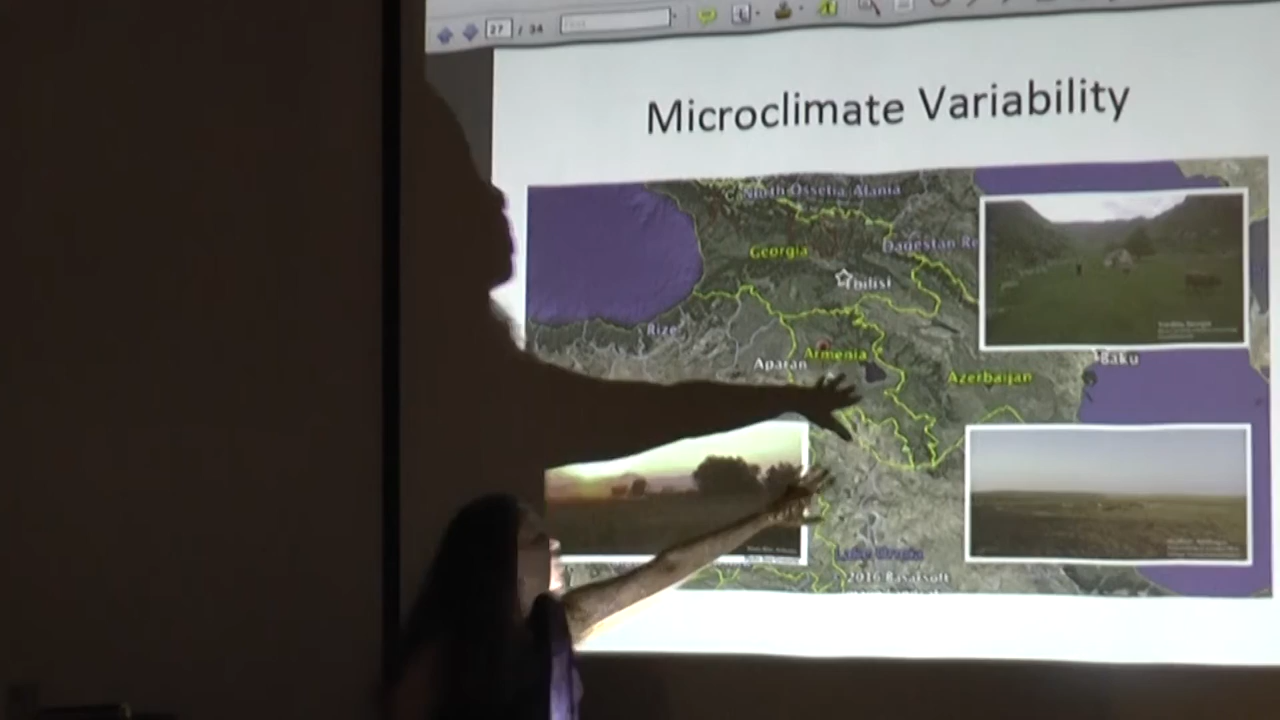 27 / 34
Microclimate Variability
North Ossetia-Alania
Georgia
Dagestan Re
Tbilisi
Rize
Aparan
Armenia
Azerbaijan
Baku
Lake Urmia
2016 Basarsoft